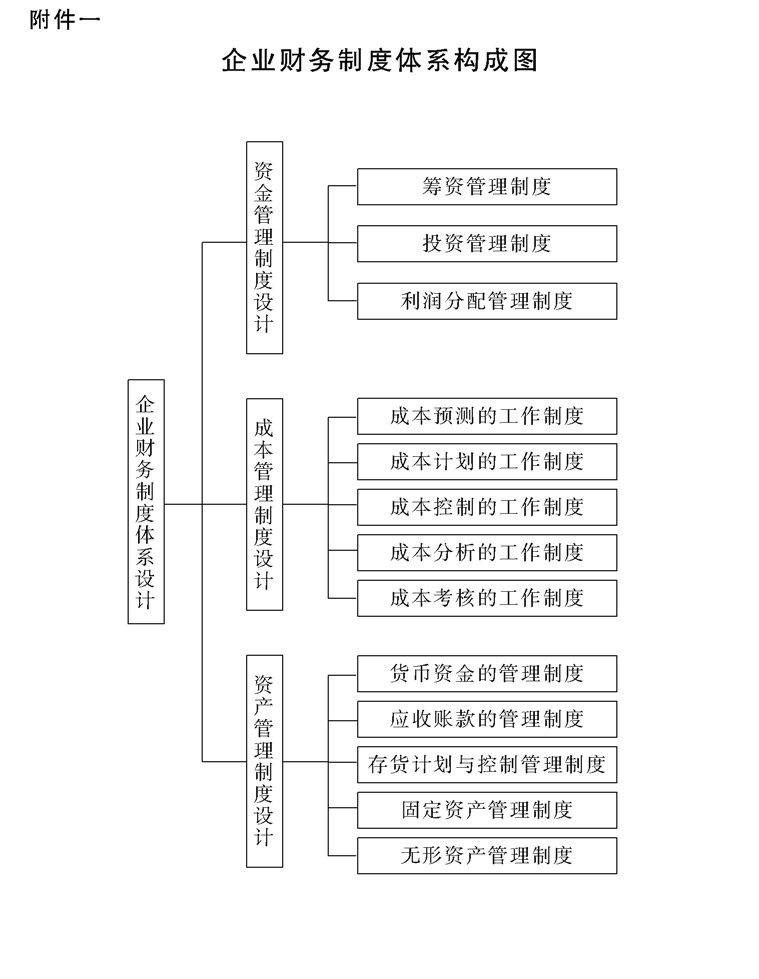 附件一
企业财务制度体系构成图
企业财务制度体系设计
资金管理制度设计
筹资管理制度
投资管理制度
利润分配管理制度
成本管理制度设计
成本预测的工作制度
成本计划的工作制度
成本控制的工作制度
成本分析的工作制度
成本考核的工作制度
资产管理制度设计
货币资金的管理制度
应收账款的管理制度
存货计划与控制管理制度
固定资产管理制度
无形资产管理制度